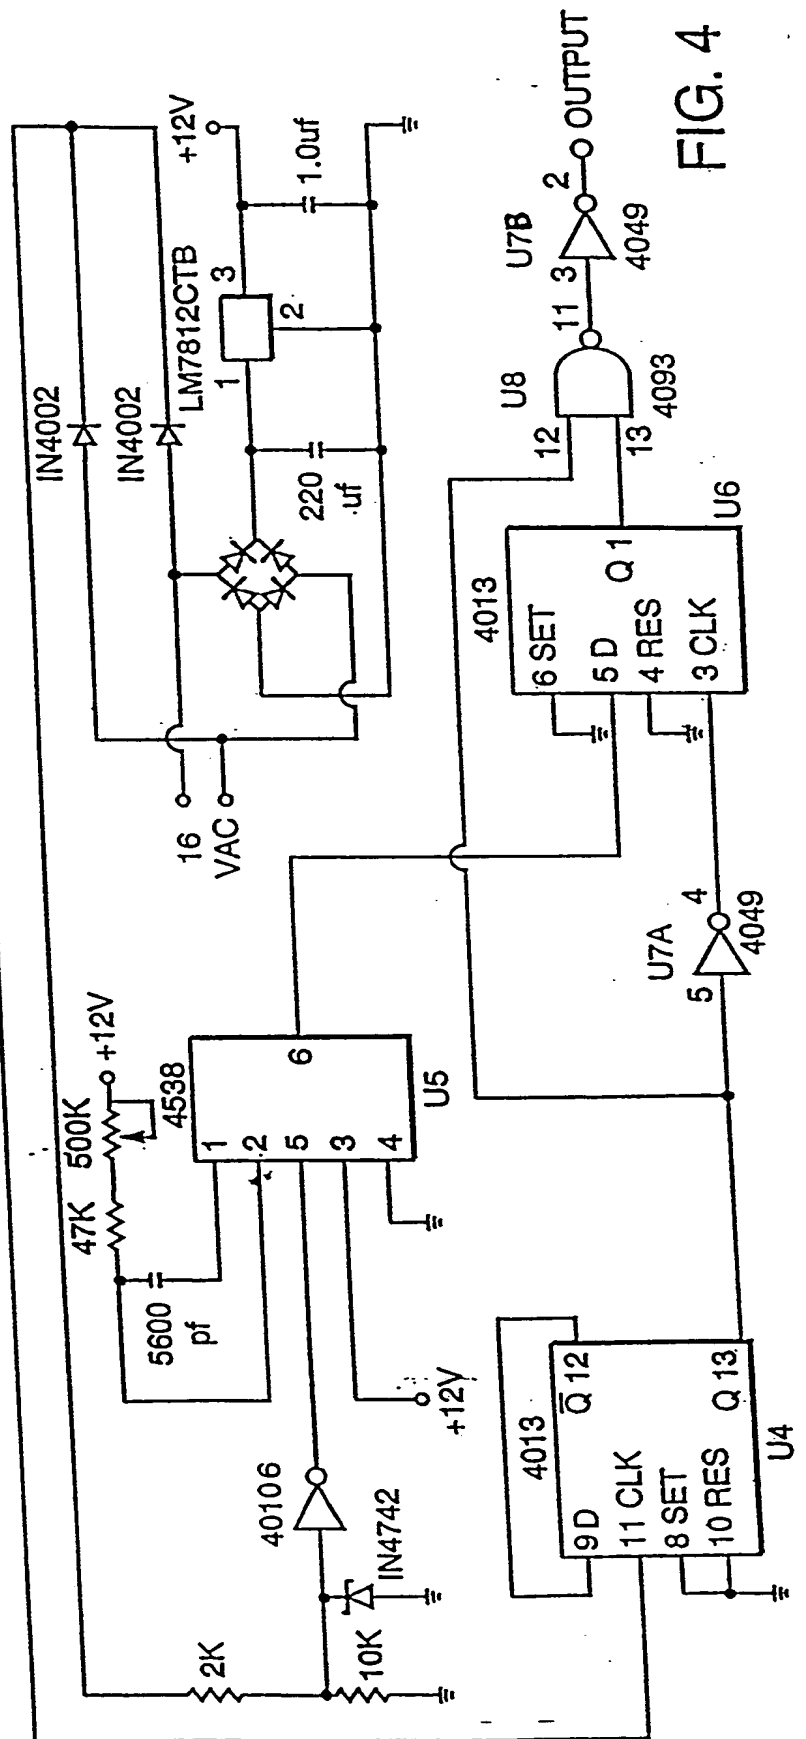 +12V
1.0uf
LM7812CTB
3
2
1
IN4002
IN4002
220
uf
16
VAC
+12V
500K
47K
5600
pf
4538
1
2
5
3
4
6
U5
+12V
40106
IN4742
2K
10K
4013
Q 12
9 D
11 CLK
8 SET
10 RES
Q 13
U4
U7A
5
4
4049
4013
6 SET
5 D
4 RES
3 CLK
Q 1
U6
U8
12
13
11
4093
U7B
3
2
4049
OUTPUT
FIG. 4